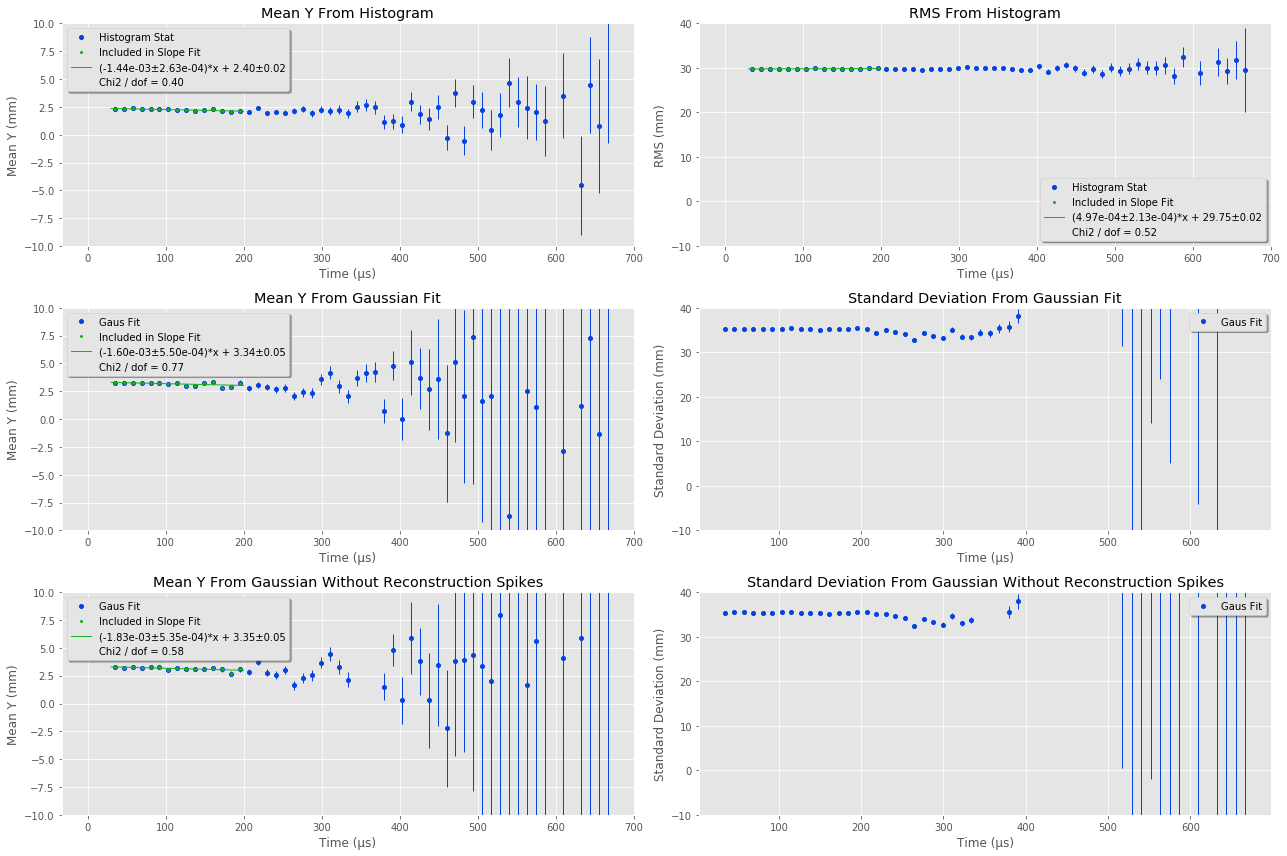 Mean Y From Histogram
Mean Y (mm)
10.0
7.5
5.0
2.5
0.0
−2.5
−5.0
−7.5
−10.0
Histogram Stat
Included in Slope Fit
(-1.44e-03±2.63e-04)*x + 2.40±0.02
Chi2 / dof = 0.40
0 100 200 300 400 500 600 700
Time (μs)
RMS From Histogram
RMS (mm)
40
30
20
10
0
−10
Histogram Stat
Included in Slope Fit
(4.97e-04±2.13e-04)*x + 29.75±0.02
Chi2 / dof = 0.52
0 100 200 300 400 500 600 700
Time (μs)
Mean Y From Gaussian Fit
Mean Y (mm)
10.0
7.5
5.0
2.5
0.0
−2.5
−5.0
−7.5
−10.0
Gaus Fit
Included in Slope Fit
(-1.60e-03±5.50e-04)*x + 3.34±0.05
Chi2 / dof = 0.77
0 100 200 300 400 500 600 700
Time (μs)
Standard Deviation From Gaussian Fit
Standard Deviation (mm)
40
30
20
10
0
−10
Gaus Fit
100 200 300 400 500 600
Time (μs)
Mean Y From Gaussian Without Reconstruction Spikes
Mean Y (mm)
10.0
7.5
5.0
2.5
0.0
−2.5
−5.0
−7.5
−10.0
Gaus Fit
Included in Slope Fit
(-1.83e-03±5.35e-04)*x + 3.35±0.05
Chi2 / dof = 0.58
0 100 200 300 400 500 600 700
Time (μs)
Standard Deviation From Gaussian Without Reconstruction Spikes
Standard Deviation (mm)
40
30
20
10
0
−10
Gaus Fit
100 200 300 400 500 600
Time (μs)